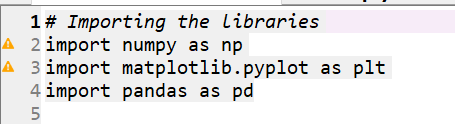 1 # Importing the libraries
2 import numpy as np
3 import matplotlib.pyplot as plt
4 import pandas as pd
5